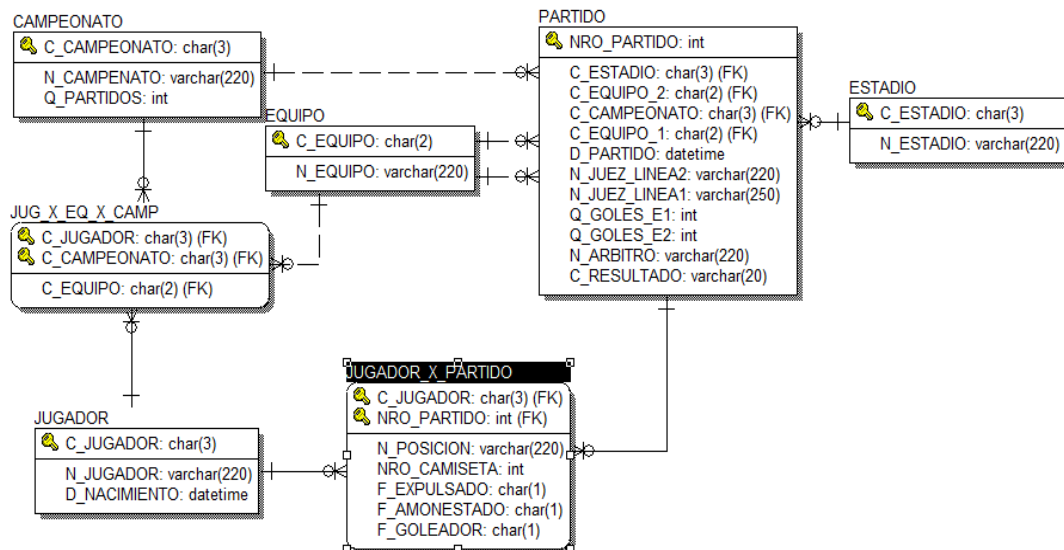 CAMPEONATO
C_CAMPEONATO: char(3)
N_CAMPENATO: varchar(220)
Q_PARTIDOS: int
EQUIPO
C_EQUIPO: char(2)
N_EQUIPO: varchar(220)
PARTIDO
NRO_PARTIDO: int
C_ESTADIO: char(3) (FK)
C_EQUIPO_2: char(2) (FK)
C_CAMPEONATO: char(3) (FK)
C_EQUIPO_1: char(2) (FK)
D_PARTIDO: datetime
N_JUEZ_LINEA2: varchar(220)
N_JUEZ_LINEA1: varchar(250)
Q_GOLES_E1: int
Q_GOLES_E2: int
N_ARBITRO: varchar(220)
C_RESULTADO: varchar(20)
ESTADIO
C_ESTADIO: char(3)
N_ESTADIO: varchar(220)
JUG_X_EQ_X_CAMP
C_JUGADOR: char(3) (FK)
C_CAMPEONATO: char(3) (FK)
C_EQUIPO: char(2) (FK)
JUGADOR
C_JUGADOR: char(3)
N_JUGADOR: varchar(220)
D_NACIMIENTO: datetime
JUGADOR_X_PARTIDO
C_JUGADOR: char(3) (FK)
NRO_PARTIDO: int (FK)
N_POSICION: varchar(220)
NRO_CAMISETA: int
F_EXPULSADO: char(1)
F_AMONESTADO: char(1)
F_GOLEADOR: char(1)